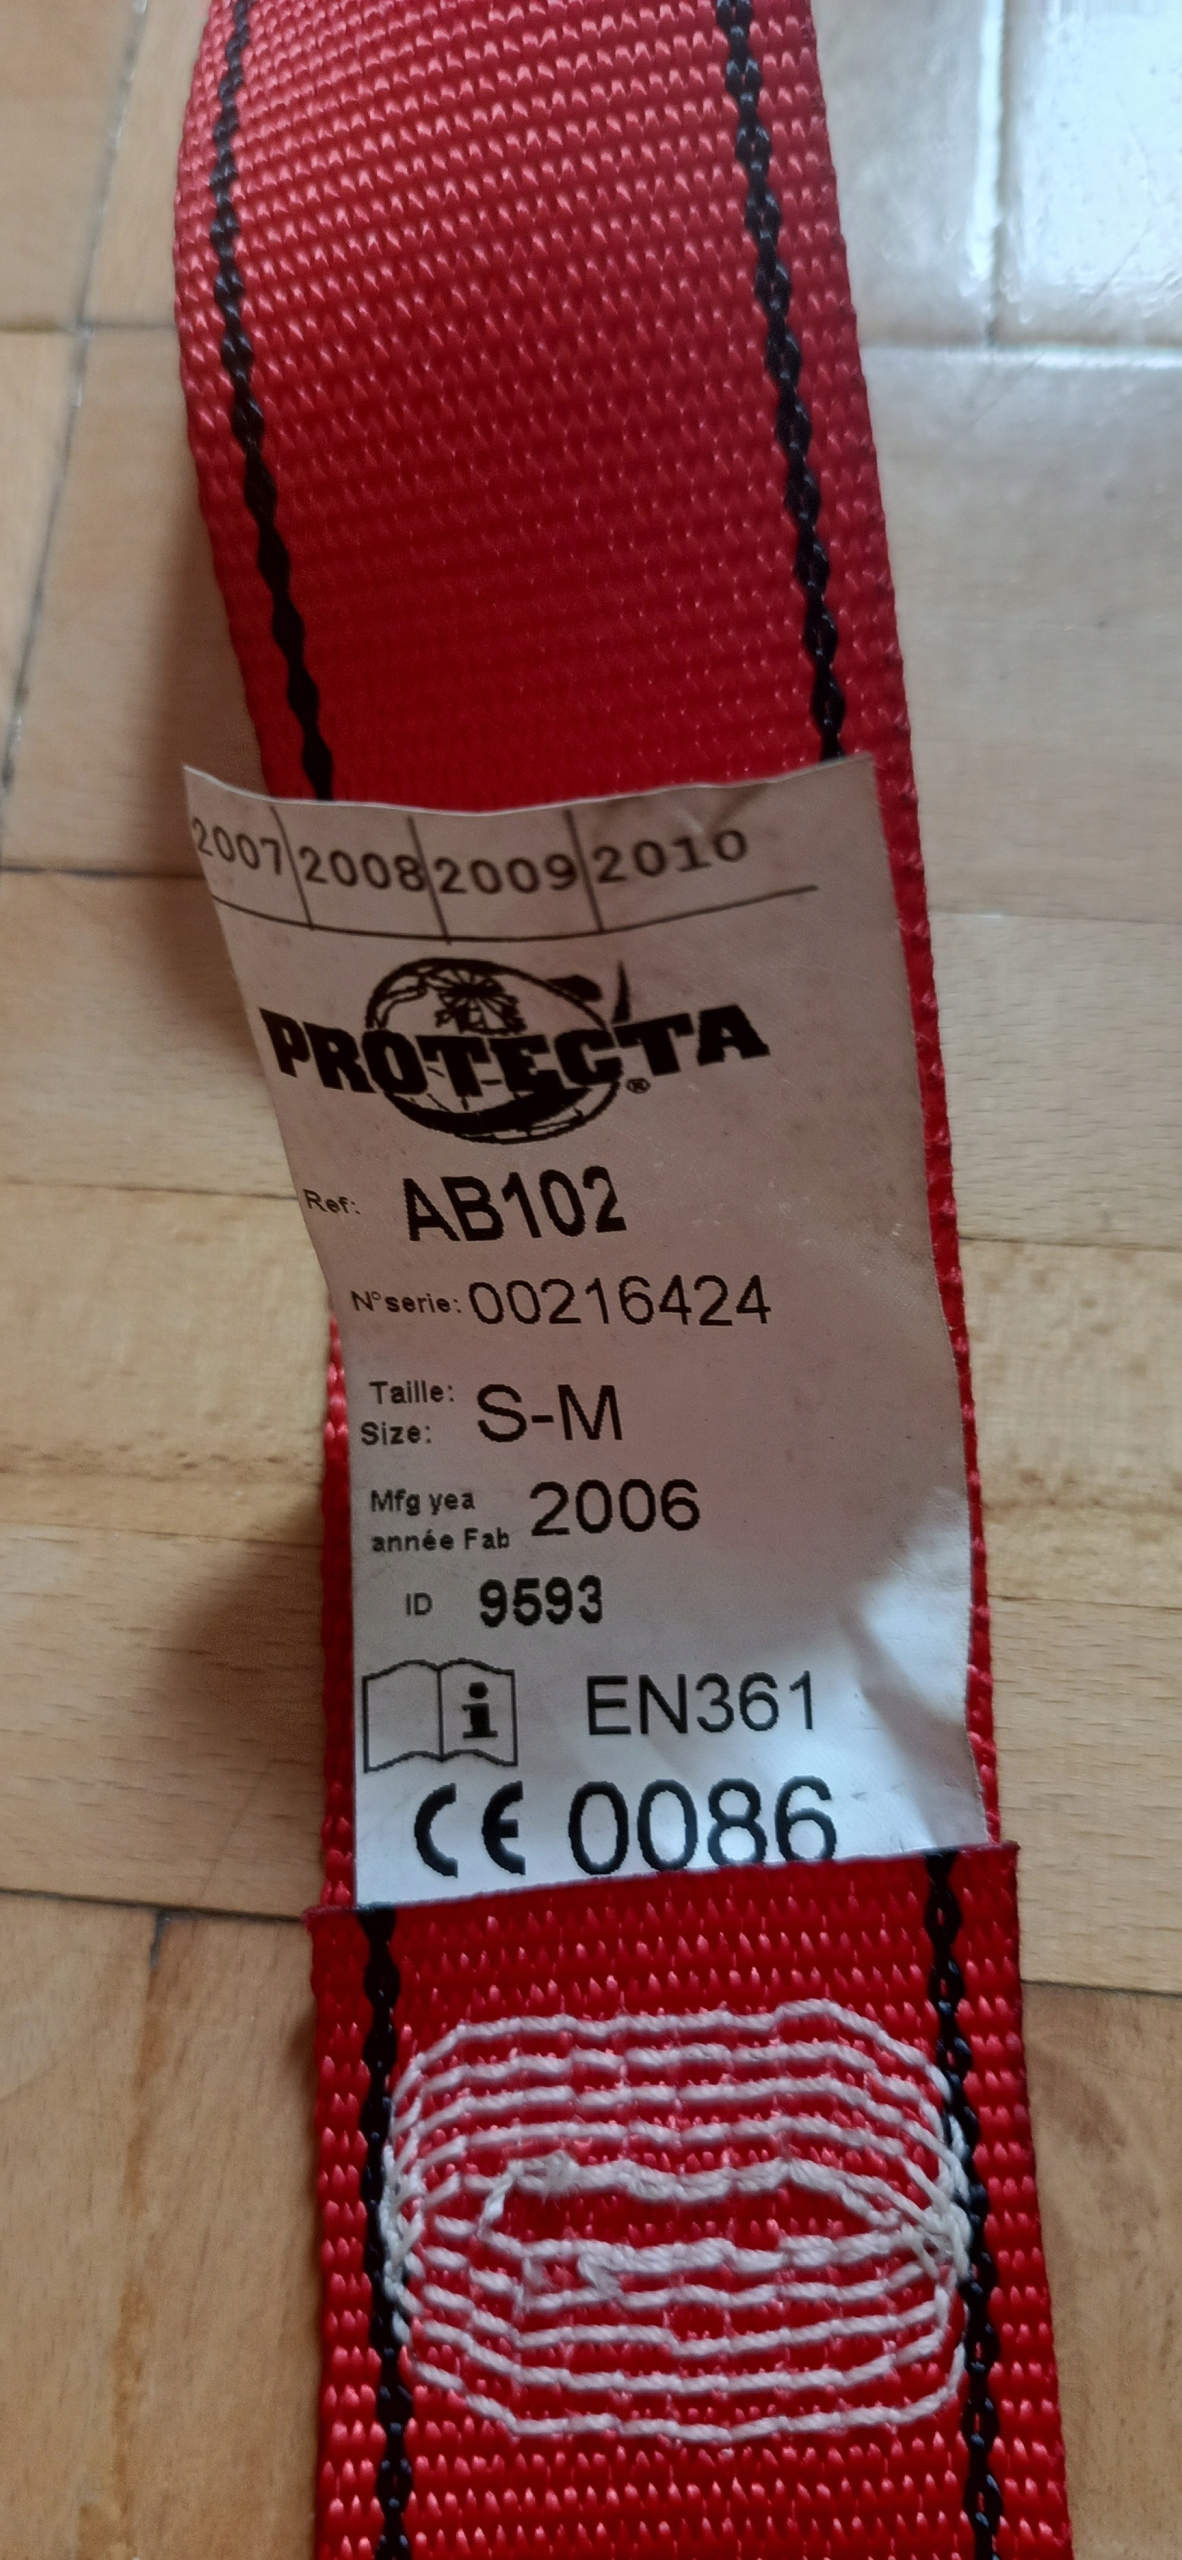 2007 2008 2009 2010
PROTECTA®
Ref: AB102
N°serie: 00216424
Taille:
Size: S-M
Mfg yea
année Fab 2006
ID 9593
i EN361
CE 0086